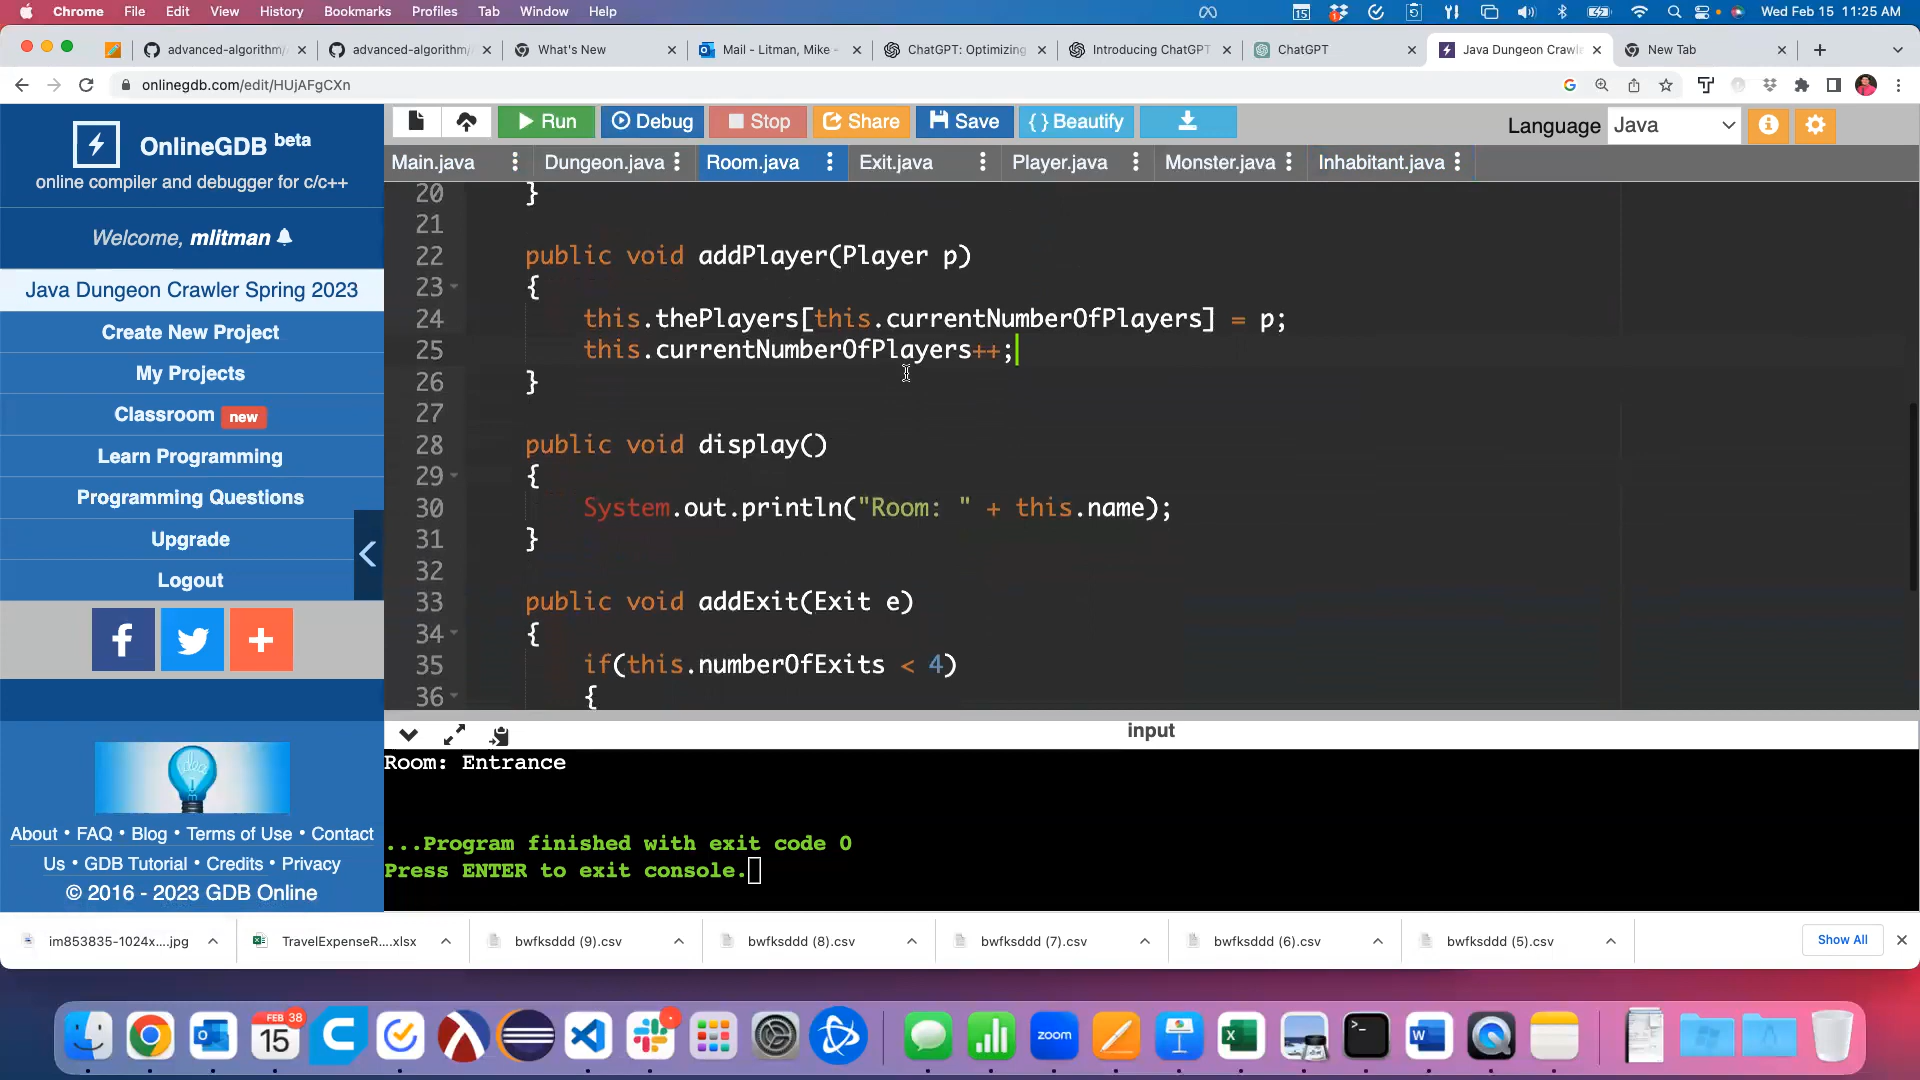 Chrome File Edit View History Bookmarks Profiles Tab Window Help 15 1 Wed Feb 15 11:25 AM
advanced-algorithm/ advanced-algorithm/ What's New Mail - Litman, Mike - ChatGPT: Optimizing Introducing ChatGPT ChatGPT Java Dungeon Crawl New Tab
onlinegdb.com/edit/HUjAFgCXn
OnlineGDB beta
online compiler and debugger for c/c++
Welcome, mlitman
Java Dungeon Crawler Spring 2023
Create New Project
My Projects
Classroom new
Learn Programming
Programming Questions
Upgrade
Logout
About • FAQ • Blog • Terms of Use • Contact
Us • GDB Tutorial • Credits • Privacy
© 2016 - 2023 GDB Online
Run Debug Stop Share Save { } Beautify Language Java
Main.java Dungeon.java Room.java Exit.java Player.java Monster.java Inhabitant.java
20 }
21
22 public void addPlayer(Player p)
23 {
24 this.thePlayers[this.currentNumberOfPlayers] = p;
25 this.currentNumberOfPlayers++;
26 }
27
28 public void display()
29 {
30 System.out.println("Room: " + this.name);
31 }
32
33 public void addExit(Exit e)
34 {
35 if(this.numberOfExits < 4)
36 {
input
Room: Entrance
...Program finished with exit code 0
Press ENTER to exit console.
im853835-1024x....jpg TravelExpenseR....xlsx bwfksddd (9).csv bwfksddd (8).csv bwfksddd (7).csv bwfksddd (6).csv bwfksddd (5).csv Show All
FEB 38
15
zoom